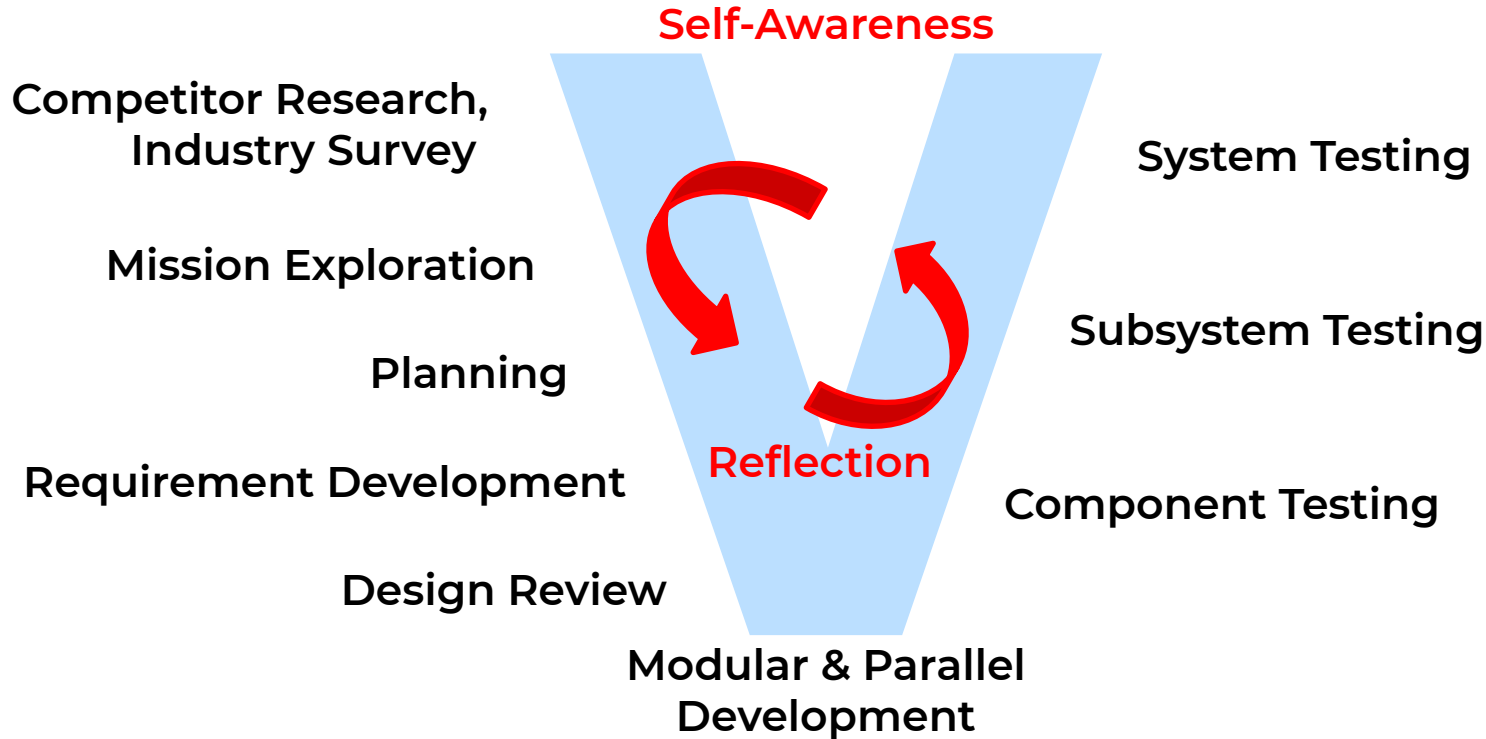 Self-Awareness
Competitor Research,
Industry Survey
Mission Exploration
Planning
Requirement Development
Design Review
Modular & Parallel
Development
Reflection
System Testing
Subsystem Testing
Component Testing